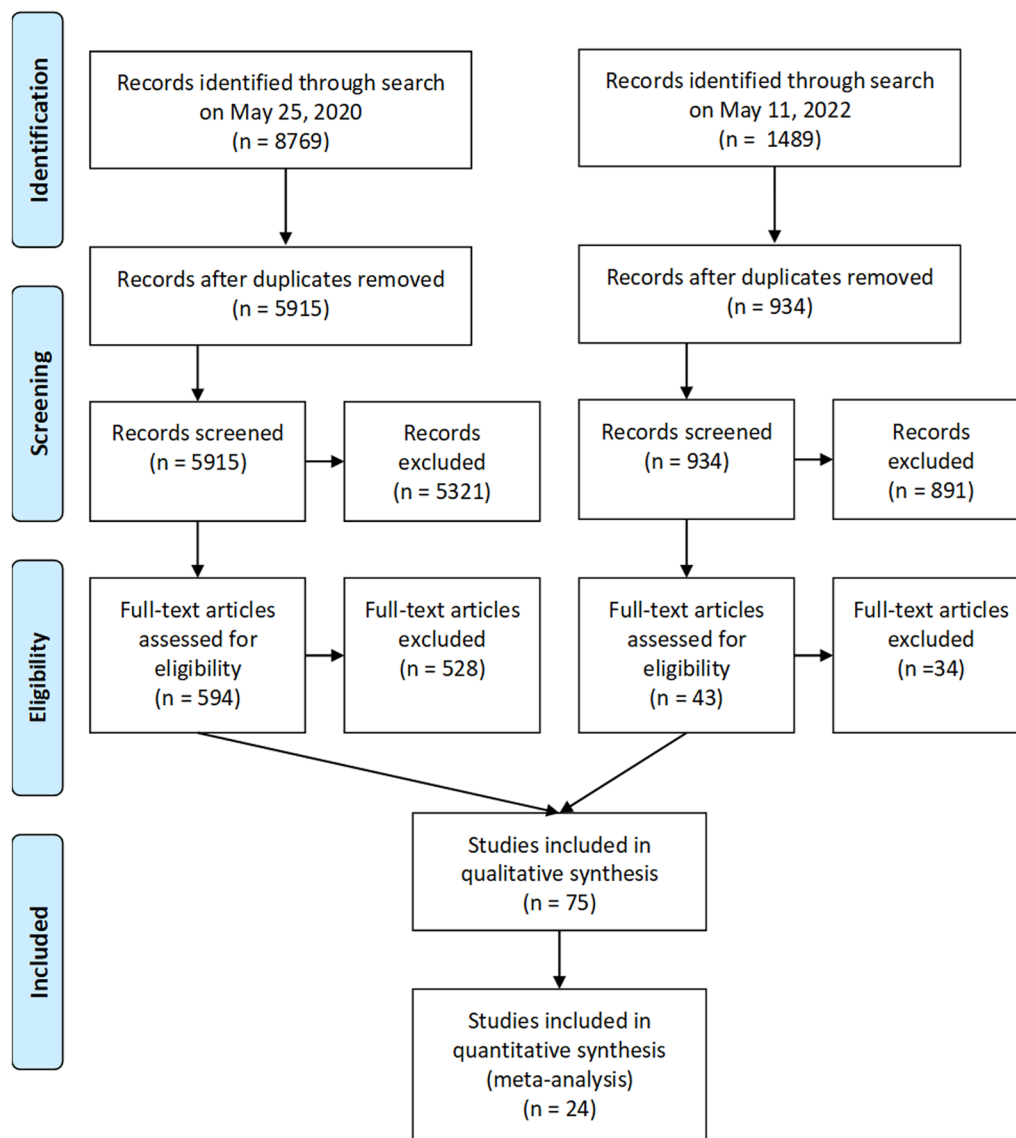 Identification
Records identified through search
on May 25, 2020
(n = 8769)
Records identified through search
on May 11, 2022
(n =  1489)
Records after duplicates removed
(n = 5915)
Records after duplicates removed
(n = 934)
Screening
Records screened
(n = 5915)
Records
excluded
(n = 5321)
Records screened
(n = 934)
Records
excluded
(n = 891)
Eligibility
Full-text articles
assessed for
eligibility
(n = 594)
Full-text articles
excluded
(n = 528)
Full-text articles
assessed for
eligibility
(n = 43)
Full-text articles
excluded
(n =34)
Included
Studies included in
qualitative synthesis
(n = 75)
Studies included in
quantitative synthesis
(meta-analysis)
(n = 24)